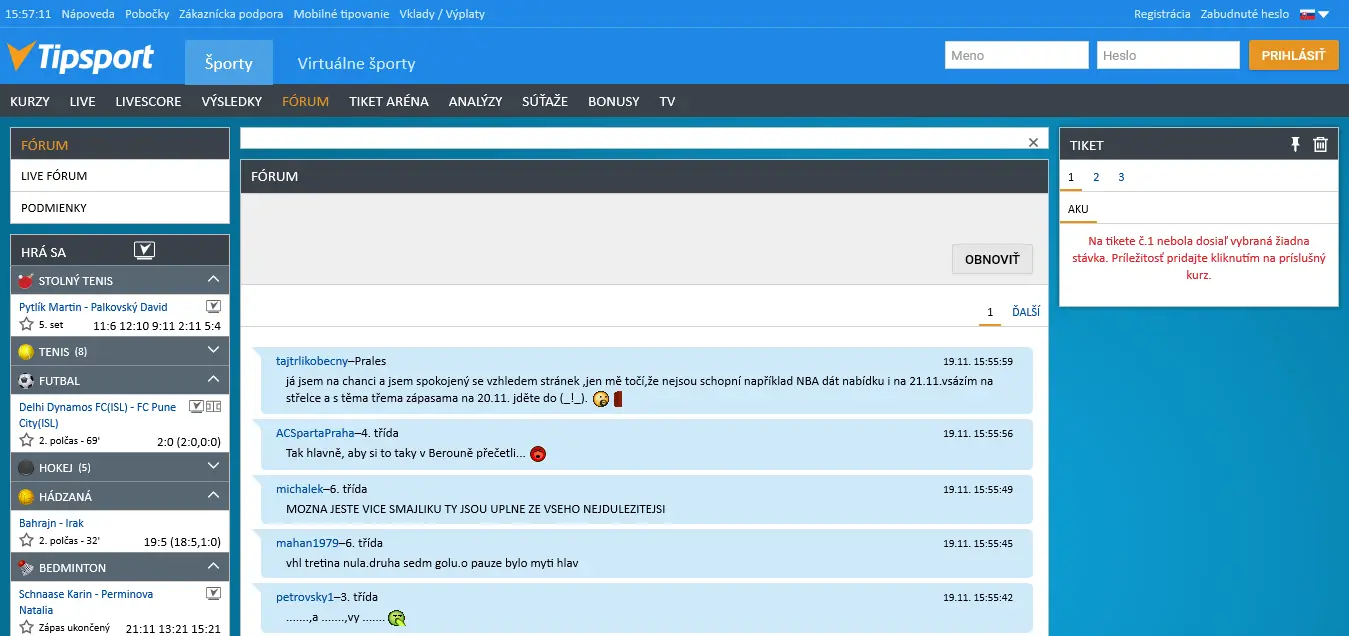 15:57:11 Nápoveda Pobočky Zákaznícka podpora Mobilné tipovanie Vklady / Výplaty
Registrácia Zabudnuté heslo
Tipsport
Športy Virtuálne športy
Meno Heslo PRIHLÁSIŤ
KURZY LIVE LIVESCORE VÝSLEDKY FÓRUM TIKET ARÉNA ANALÝZY SÚŤAŽE BONUSY TV
FÓRUM
LIVE FÓRUM
PODMIENKY
HRÁ SA
STOLNÝ TENIS
Pytlík Martin - Palkovský David
5. set 11:6 12:10 9:11 2:11 5:4
TENIS (8)
FUTBAL
Delhi Dynamos FC(ISL) - FC Pune
City(ISL)
2. polčas - 69' 2:0 (2:0,0:0)
HOKEJ (5)
HÁDZANÁ
Bahrajn - Irak
2. polčas - 32' 19:5 (18:5,1:0)
BEDMINTON
Schnaase Karin - Perminova
Natalia
Zápas ukončený 21:11 13:21 15:21
FÓRUM
OBNOVIŤ
1 ĎALŠÍ
tajtrlikobecny–Prales 19.11. 15:55:59
já jsem na chanci a jsem spokojený se vzhledem stránek ,jen mě točí,že nejsou schopní například NBA dát nabídku i na 21.11.vsázím na
střelce a s těma třema zápasama na 20.11. jděte do (_!_).
ACSpartaPraha–4. třída 19.11. 15:55:56
Tak hlavně, aby si to taky v Berouně přečetli...
michalek–6. třída 19.11. 15:55:49
MOZNA JESTE VICE SMAJLIKU TY JSOU UPLNE ZE VSEHO NEJDULEZITEJSI
mahan1979–6. třída 19.11. 15:55:45
vhl tretina nula.druha sedm golu.o pauze bylo myti hlav
petrovsky1–3. třída 19.11. 15:55:42
.......,a .......,vy .......
TIKET
1 2 3
AKU
Na tikete č.1 nebola dosiaľ vybraná žiadna
stávka. Príležitosť pridajte kliknutím na príslušný
kurz.